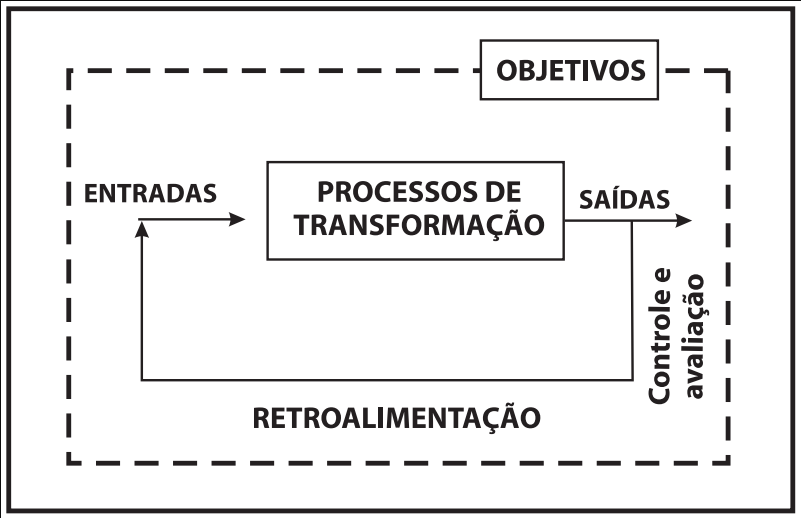 OBJETIVOS
ENTRADAS
PROCESSOS DE
TRANSFORMAÇÃO
SAÍDAS
Controle e
avaliação
RETROALIMENTAÇÃO